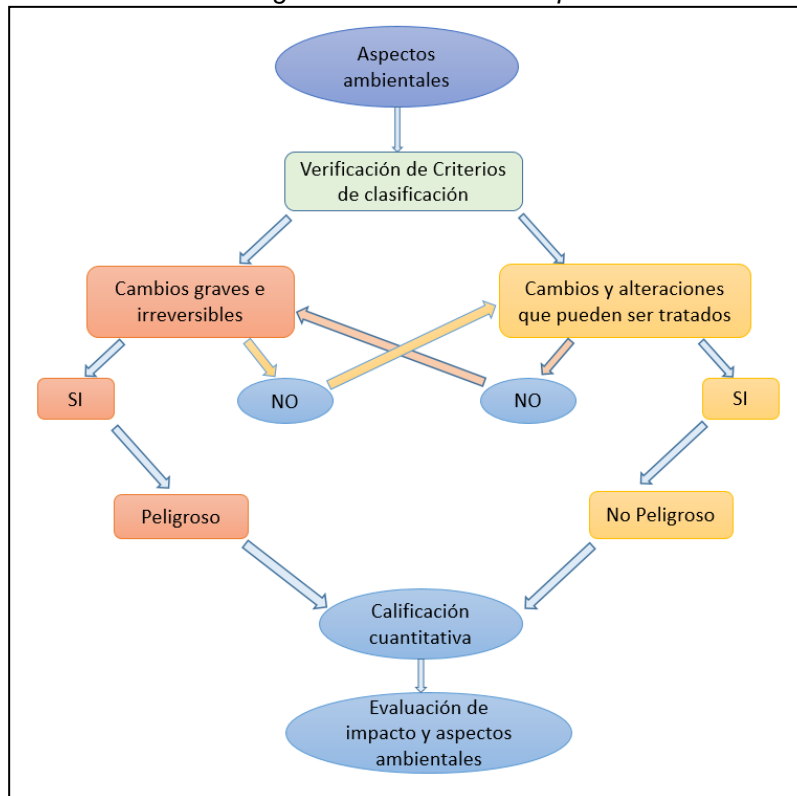 Aspectos
ambientales
Verificación de Criterios
de clasificación
Cambios graves e
irreversibles
Cambios y alteraciones
que pueden ser tratados
SI
NO
NO
SI
Peligroso
No Peligroso
Calificación
cuantitativa
Evaluación de
impacto y aspectos
ambientales